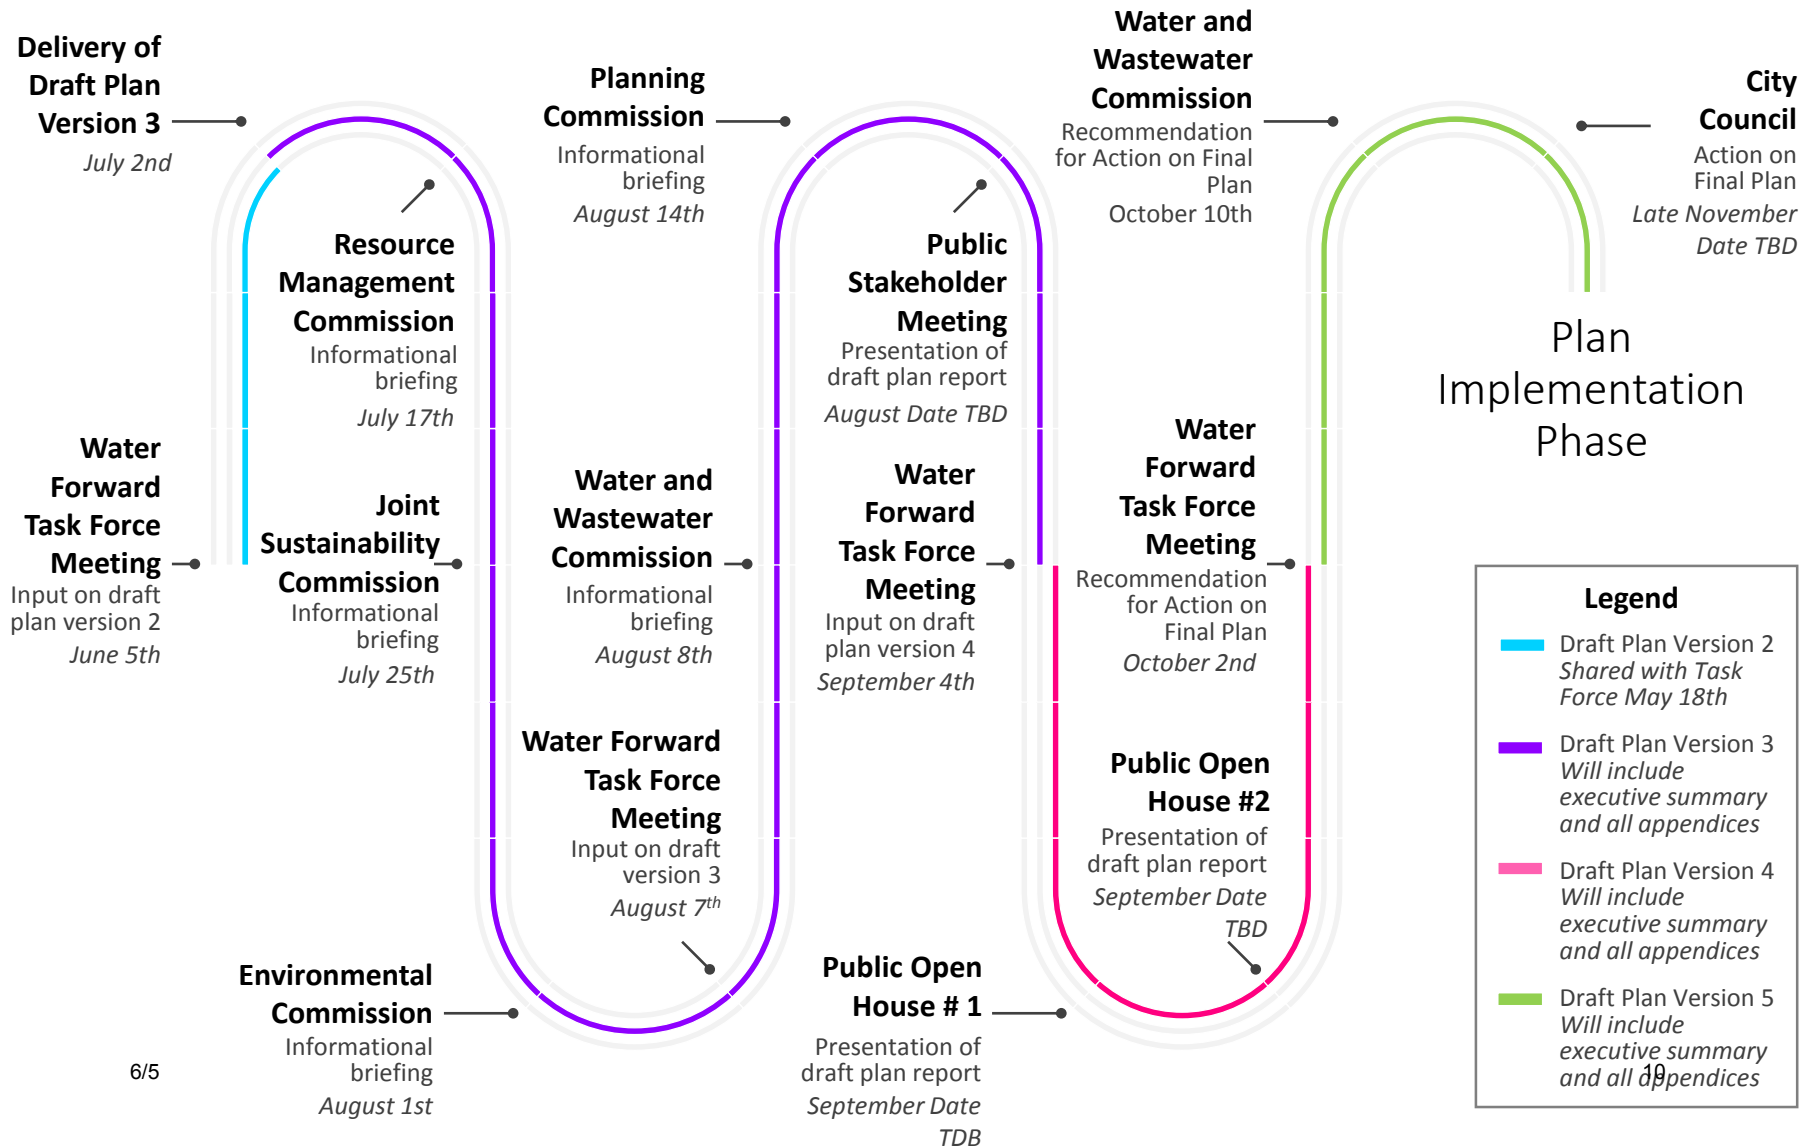 Delivery of
Draft Plan
Version 3
July 2nd
Water
Forward
Task Force
Meeting
Input on draft
plan version 2
June 5th
Resource
Management
Commission
Informational
briefing
July 17th
Joint
Sustainability
Commission
Informational
briefing
July 25th
Environmental
Commission
Informational
briefing
August 1st
Planning
Commission
Informational
briefing
August 14th
Water and
Wastewater
Commission
Informational
briefing
August 8th
Water Forward
Task Force
Meeting
Input on draft
version 3
August 7th
Public
Stakeholder
Meeting
Presentation of
draft plan report
August Date TBD
Water
Forward
Task Force
Meeting
Input on draft
plan version 4
September 4th
Public Open
House # 1
Presentation of
draft plan report
September Date
TDB
Water and
Wastewater
Commission
Recommendation
for Action on Final
Plan
October 10th
Water
Forward
Task Force
Meeting
Recommendation
for Action on
Final Plan
October 2nd
Public Open
House #2
Presentation of
draft plan report
September Date
TBD
City
Council
Action on
Final Plan
Late November
Date TBD
Plan
Implementation
Phase
Legend
Draft Plan Version 2
Shared with Task
Force May 18th
Draft Plan Version 3
Will include
executive summary
and all appendices
Draft Plan Version 4
Will include
executive summary
and all appendices
Draft Plan Version 5
Will include
executive summary
and all appendices
6/5
10